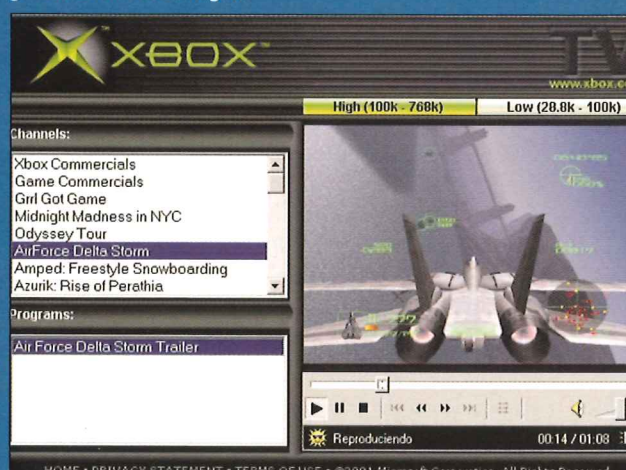 XBOX™
TV
www.xbox.co
High (100k - 768k)
Low (28.8k - 100k)
Channels:
Xbox Commercials
Game Commercials
Grrl Got Game
Midnight Madness in NYC
Odyssey Tour
AirForce Delta Storm
Amped: Freestyle Snowboarding
Azurik: Rise of Perathia
Programs:
Air Force Delta Storm Trailer
Reproduciendo
00:14 / 01:08
HOME • PRIVACY STATEMENT • TERMS OF USE • ©2001 Microsoft Corporation. All Rights Reserved.